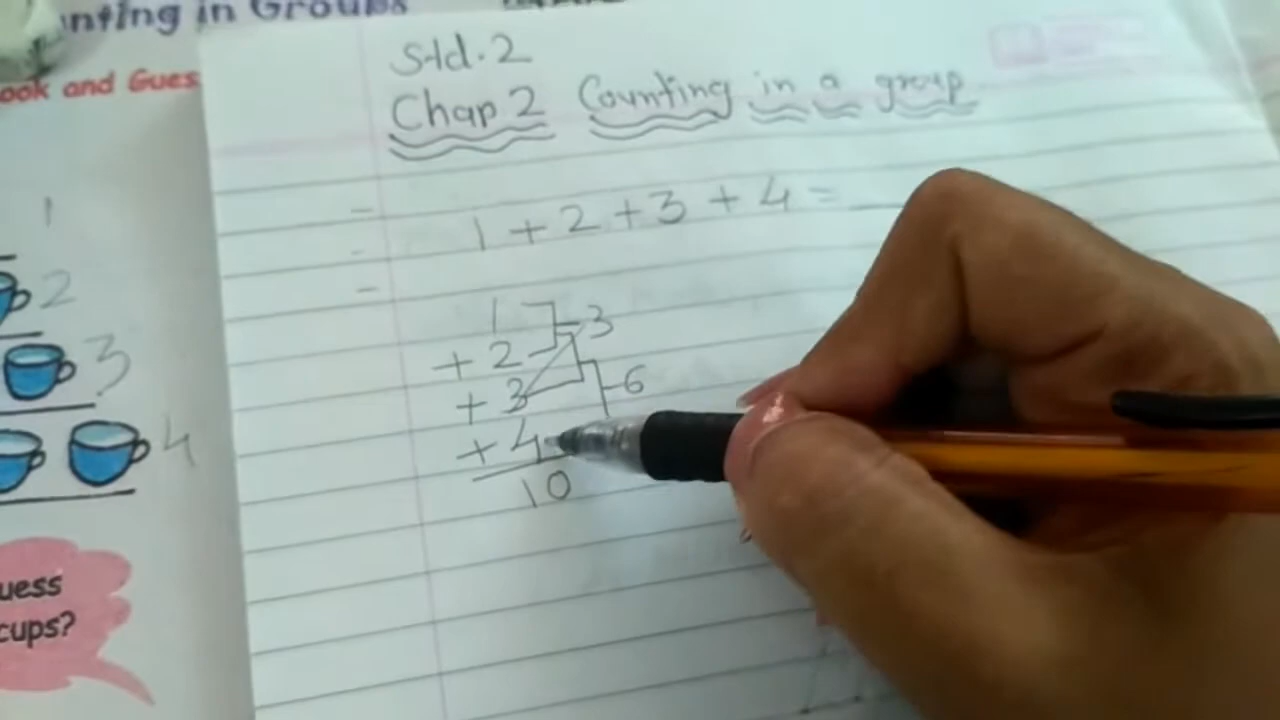 nting in Groups
ook and Gues
1
2
3
4
uess
cups?
Std. 2
Chap 2 Counting in a group
1 + 2 + 3 + 4 =
1
+ 2
3
+ 3
6
+ 4
10